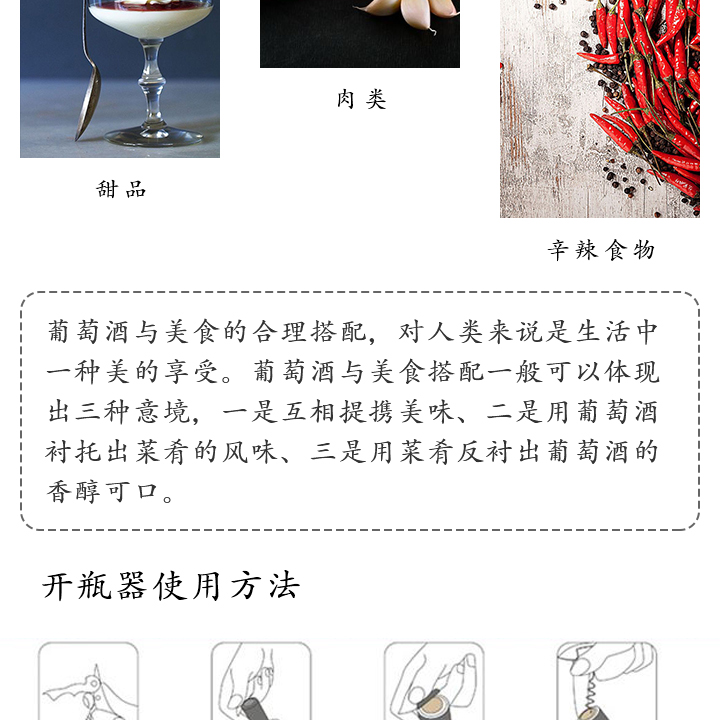 肉类
甜品
辛辣食物
葡萄酒与美食的合理搭配，对人类来说是生活中
一种美的享受。葡萄酒与美食搭配一般可以体现
出三种意境，一是互相提携美味、二是用葡萄酒
衬托出菜肴的风味、三是用菜肴反衬出葡萄酒的
香醇可口。
开瓶器使用方法